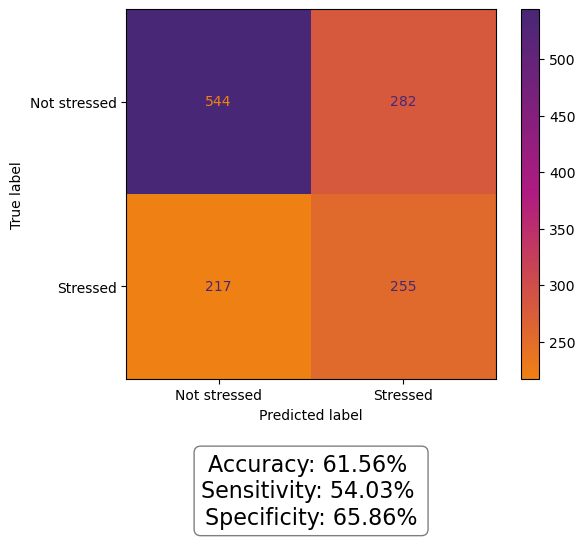 True label
Not stressed
544
282
Stressed
217
255
Not stressed
Stressed
Predicted label
500
450
400
350
300
250
Accuracy: 61.56%
Sensitivity: 54.03%
Specificity: 65.86%